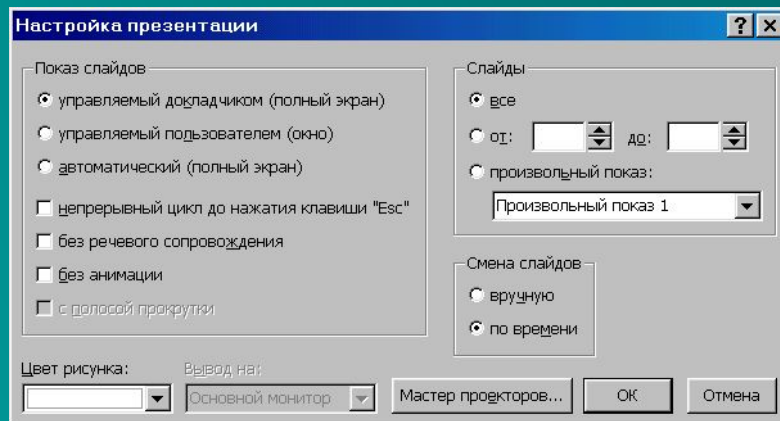 Настройка презентации
Показ слайдов
управляемый докладчиком (полный экран)
управляемый пользователем (окно)
автоматический (полный экран)
непрерывный цикл до нажатия клавиши "Esc"
без речевого сопровождения
без анимации
с полосой прокрутки
Слайды
все
от: до:
произвольный показ:
Произвольный показ 1
Смена слайдов
вручную
по времени
Цвет рисунка:
Вывод на:
Основной монитор
Мастер проекторов...
ОК
Отмена